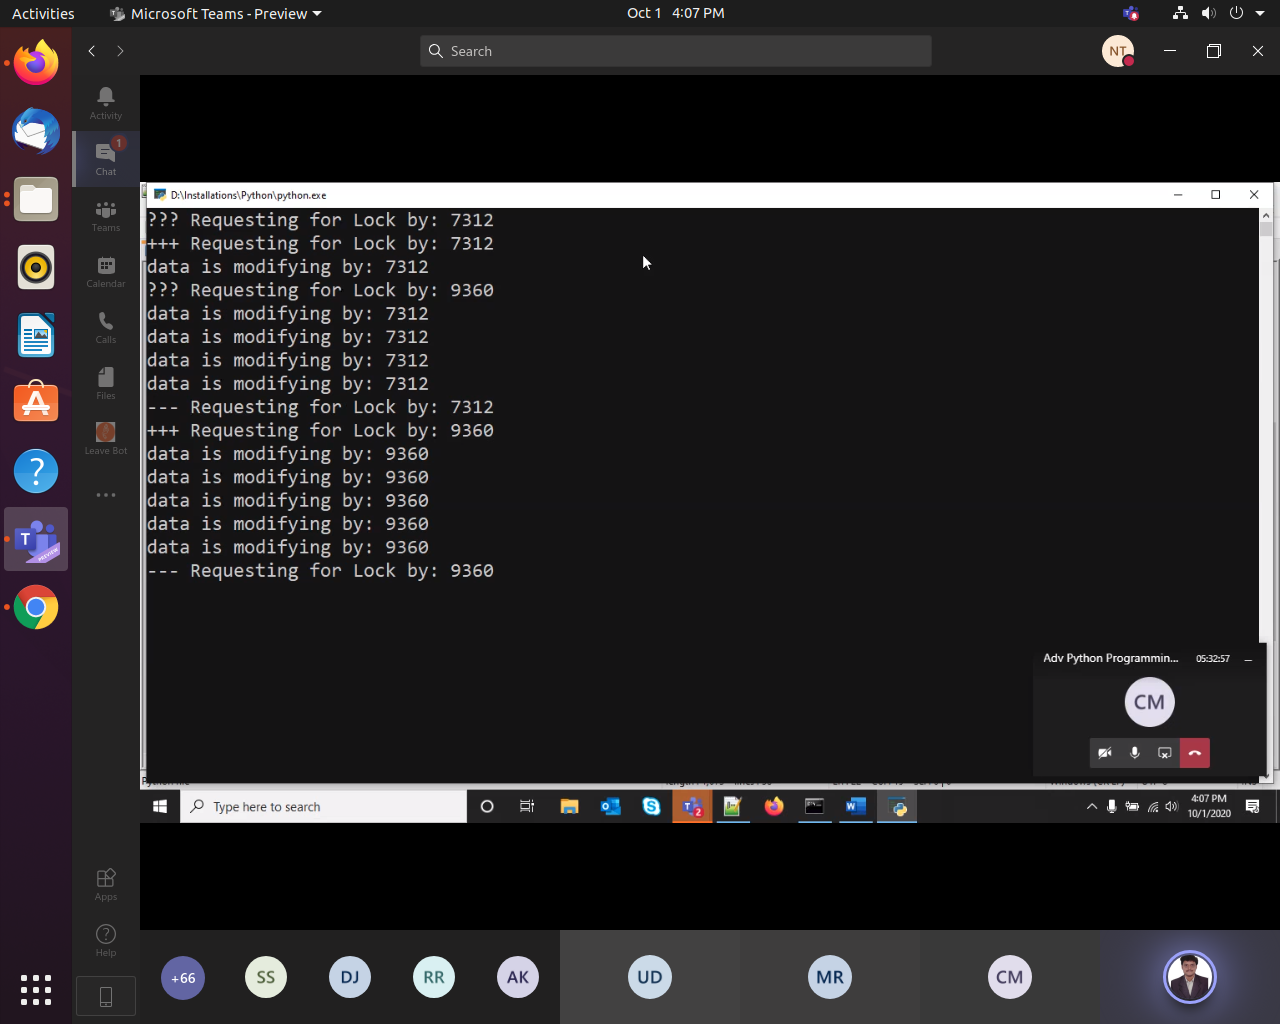 Activities
Microsoft Teams - Preview
Oct 1 4:07 PM
Search
NT
Activity
1
Chat
Teams
Calendar
Calls
Files
Leave Bot
D:\Installations\Python\python.exe
??? Requesting for Lock by: 7312
+++ Requesting for Lock by: 7312
data is modifying by: 7312
??? Requesting for Lock by: 9360
data is modifying by: 7312
data is modifying by: 7312
data is modifying by: 7312
data is modifying by: 7312
--- Requesting for Lock by: 7312
+++ Requesting for Lock by: 9360
data is modifying by: 9360
data is modifying by: 9360
data is modifying by: 9360
data is modifying by: 9360
data is modifying by: 9360
--- Requesting for Lock by: 9360
Adv Python Programmin... 05:32:57
CM
Type here to search
2
4:07 PM
10/1/2020
Apps
Help
+66
SS
DJ
RR
AK
UD
MR
CM
T
PREVIEW